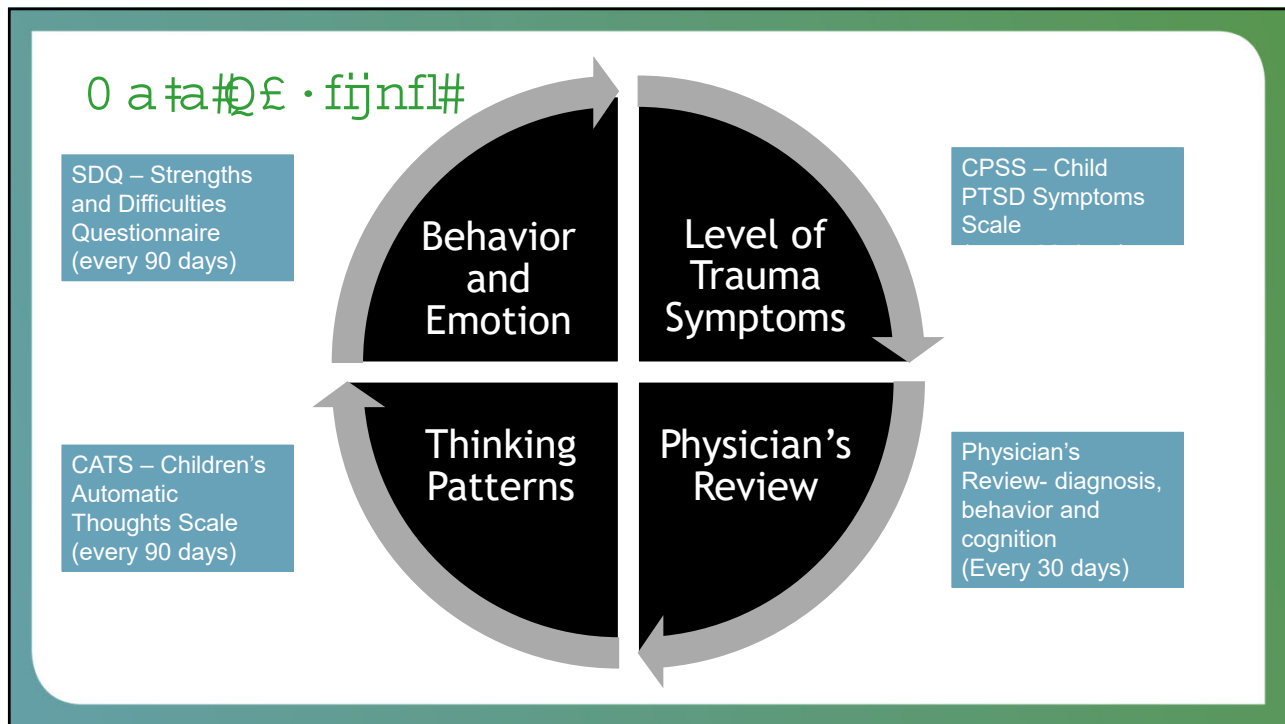 SDQ – Strengths
and Difficulties
Questionnaire
(every 90 days)
Behavior
and
Emotion
Level of
Trauma
Symptoms
CPSS – Child
PTSD Symptoms
Scale
CATS – Children’s
Automatic
Thoughts Scale
(every 90 days)
Thinking
Patterns
Physician’s
Review
Physician’s
Review- diagnosis,
behavior and
cognition
(Every 30 days)